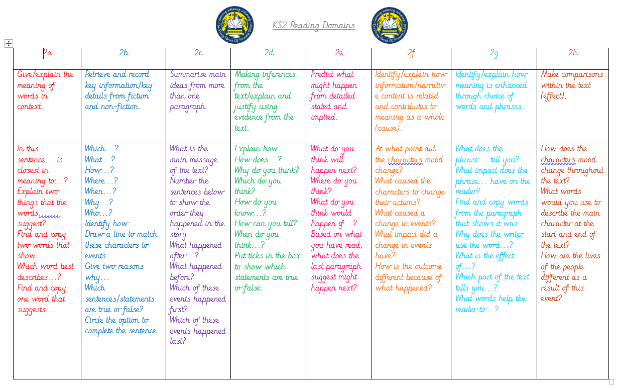 KS2 Reading Domains
2a
2b
2c.
2d.
2e.
2f
2g
2h.
Give/explain the
meaning of
words in
context.
Retrieve and record
key information/key
details from fiction
and non-fiction.
Summarise main
ideas from more
than one
paragraph.
Making inferences
from the
text/explain and
justify using
evidence from the
text.
Predict what
might happen
from details
stated and
implied.
Identify/explain how
information/narrativ
e content is related
and contributes to
meaning as a whole
(cause).
Identify/explain how
meaning is enhanced
through choice of
words and phrases.
Make comparisons
within the text
(effect).
In this
sentence ... is
closest in
meaning to...?
Explain two
things that the
words
suggest?
Find and copy
two words that
show
Which word best
describes...?
Find and copy
one word that
suggests...
Which...?
What...?
How...?
Where...?
When...?
Why...?
Who...?
Identify how
Draw a line to match
these characters to
events
Give two reasons
why...
Which
sentences/statements
are true or false?
Circle the option to
complete the sentence.
What is the
main message
of the text?
Number the
sentences below
to show the
order they
happened in the
story
What happened
after...?
What happened
before?
Which of these
events happened
first?
Which of these
events happened
last?
Explain how
How does...?
Why do you think?
Which do you
think?
How do you
know...?
How can you tell?
When do you
think...?
Put ticks in the box
to show which
statements are true
or false.
What do you
think will
happen next?
Where do you
think?
What do you
think would
happen if...?
Based on what
you have read,
what does the
last paragraph
suggest might
happen next?
At what point did
the characters mood
change?
What caused the
characters to change
their actions?
What caused a
change in events?
What impact did a
change in events
have?
How is the outcome
different because of
what happened?
What does the
phrase... tell you?
What impact does the
phrase... have on the
reader?
Find and copy words
from the paragraph
that shows it was
Why does the writer
use the word...?
What is the effect
of...?
Which part of the text
tells you...?
What words help the
reader to...?
How does the
characters mood
change throughout
the text?
What words
would you use to
describe the main
character at the
start and end of
the text?
How are the lives
of the people
different as a
result of this
event?